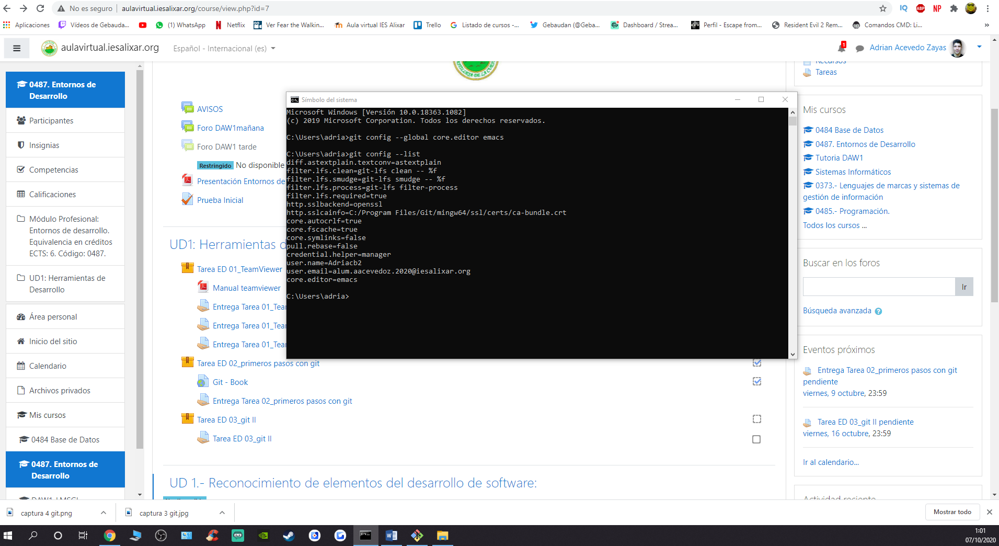 No es seguro | aulavirtual.iesalixar.org/course/view.php?id=7
IQ ABP NP
Aplicaciones Vídeos de Gebauda... (1) WhatsApp Netflix Ver Fear the Walkin... Aula virtual IES Alixar Trello Listado de cursos -... Gebaudan (@Geba... Dashboard / Strea... Perfil - Escape from... Resident Evil 2 Rem... Comandos CMD: Li... »
aulavirtual.iesalixar.org Español - Internacional (es) 1 Adrian Acevedo Zayas
0487. Entornos de
Desarrollo
Participantes
Insignias
Competencias
Calificaciones
Módulo Profesional:
Entornos de desarrollo.
Equivalencia en créditos
ECTS: 6. Código: 0487.
UD1: Herramientas de
Desarrollo
Área personal
Inicio del sitio
Calendario
Archivos privados
Mis cursos
0484 Base de Datos
0487. Entornos de
Desarrollo
AVISOS
Foro DAW1mañana
Foro DAW1 tarde
Restringido No disponible
Presentación Entornos de
Prueba Inicial
UD1: Herramientas
Tarea ED 01_TeamViewer
Manual teamviewer
Entrega Tarea 01_Tea
Entrega Tarea 01_Tea
Entrega Tarea 01_Tea
Tarea ED 02_primeros pasos con git
Git - Book
Entrega Tarea 02_primeros pasos con git
Tarea ED 03_git II
Tarea ED 03_git II
UD 1.- Reconocimiento de elementos del desarrollo de software:
Símbolo del sistema
Microsoft Windows [Versión 10.0.18363.1082]
(c) 2019 Microsoft Corporation. Todos los derechos reservados.
C:\Users\adria>git config --global core.editor emacs
C:\Users\adria>git config --list
diff.astextplain.textconv=astextplain
filter.lfs.clean=git-lfs clean -- %f
filter.lfs.smudge=git-lfs smudge -- %f
filter.lfs.process=git-lfs filter-process
filter.lfs.required=true
http.sslbackend=openssl
http.sslcainfo=C:/Program Files/Git/mingw64/ssl/certs/ca-bundle.crt
core.autocrlf=true
core.fscache=true
core.symlinks=false
pull.rebase=false
credential.helper=manager
user.name=Adriacb2
user.email=alum.aacevedoz.2020@iesalixar.org
core.editor=emacs
C:\Users\adria>
Recursos
Tareas
Mis cursos
0484 Base de Datos
0487. Entornos de Desarrollo
Tutoria DAW1
Sistemas Informáticos
0373.- Lenguajes de marcas y sistemas de
gestión de información
0485.- Programación.
Todos los cursos ...
Buscar en los foros
Ir
Búsqueda avanzada ?
Eventos próximos
Entrega Tarea 02_primeros pasos con git
pendiente
viernes, 9 octubre, 23:59
Tarea ED 03_git II pendiente
viernes, 16 octubre, 23:59
Ir al calendario...
Actividad reciente
captura 4 git.png captura 3 git.jpg Mostrar todo
1:01
07/10/2020